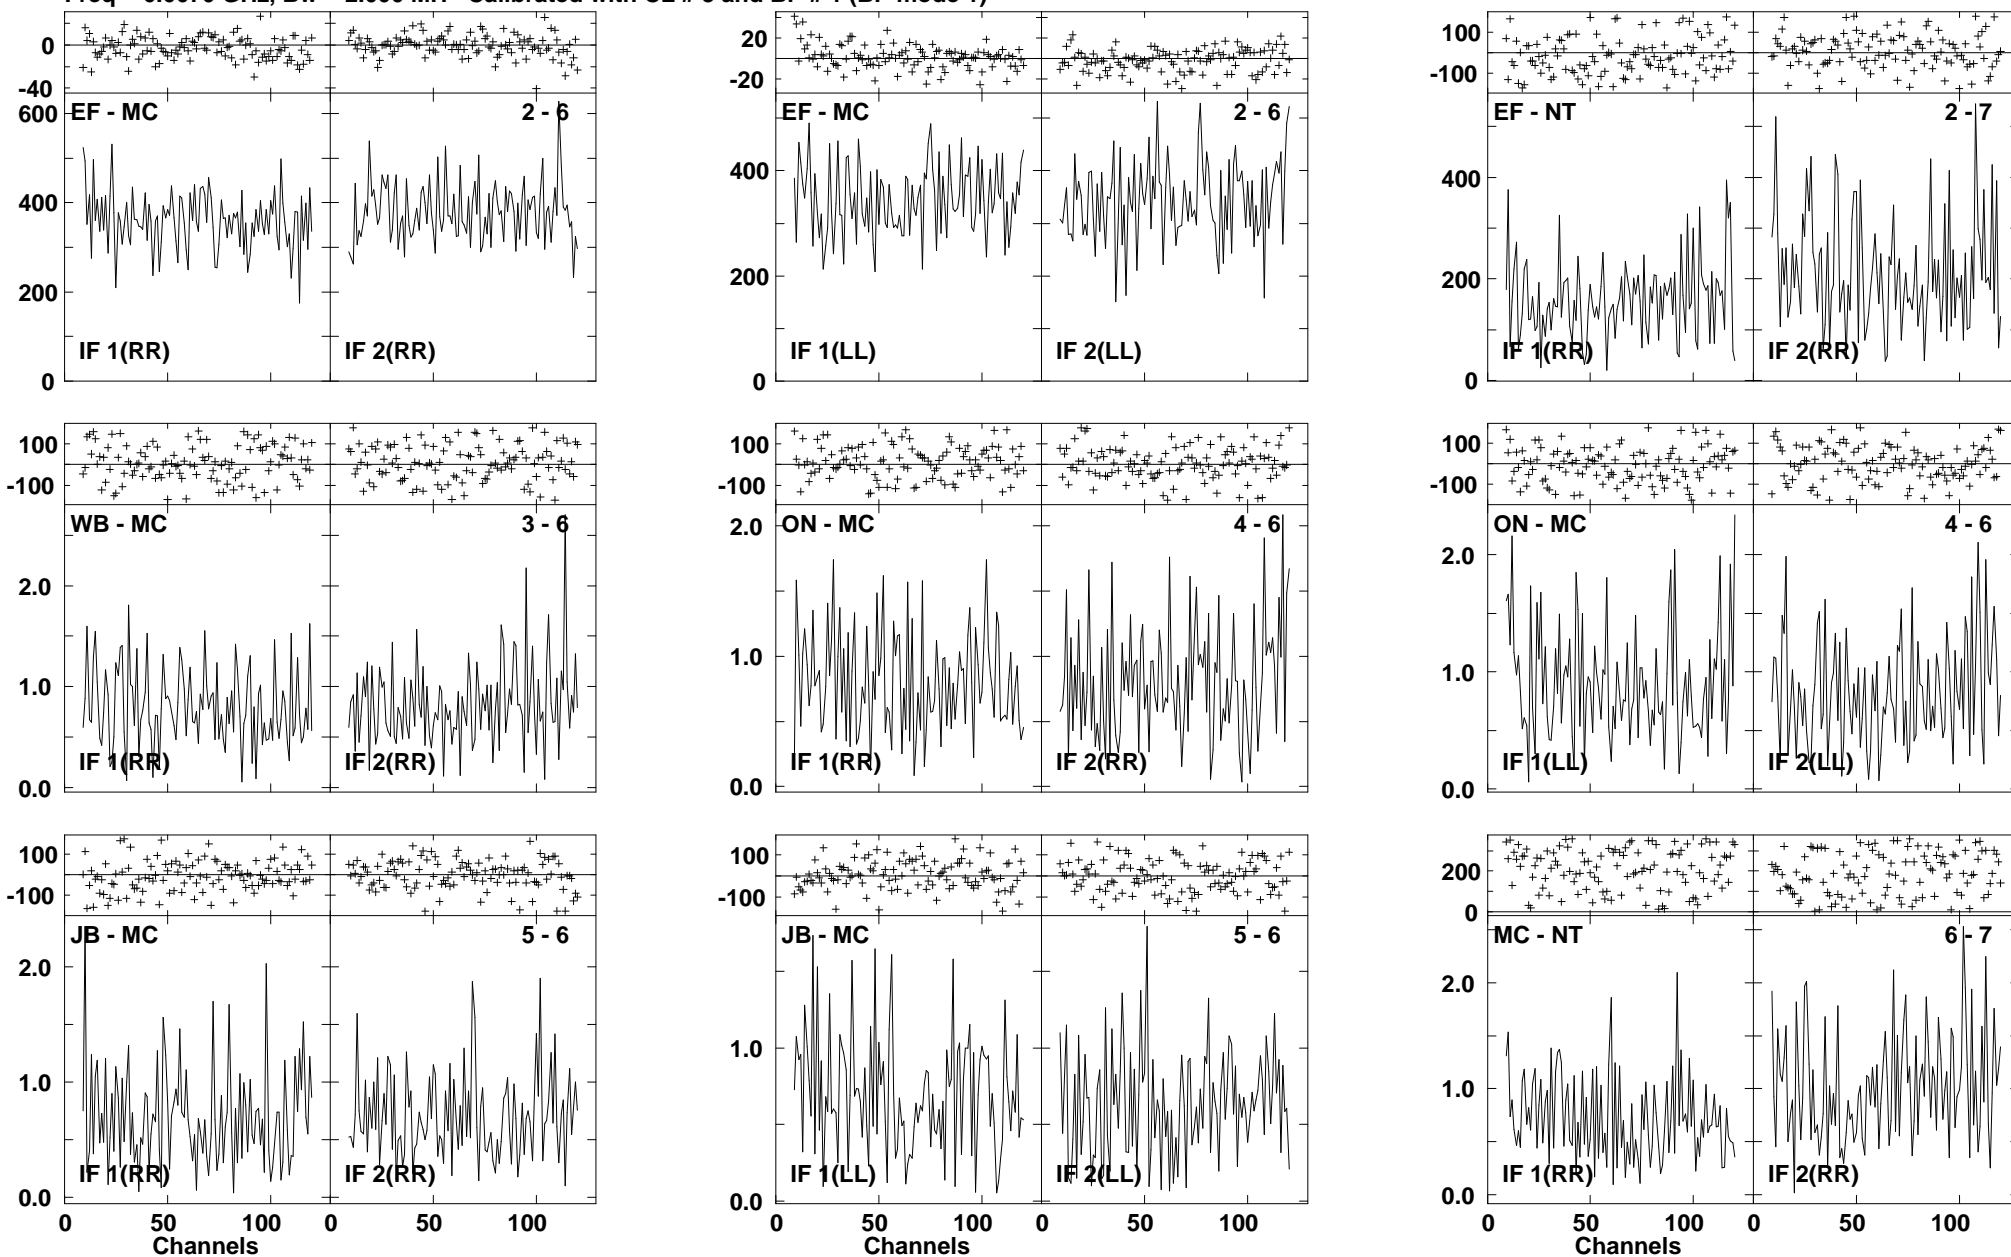 0
-40
20
-20
100
-100
EF - MC
2 - 6
EF - MC
2 - 6
EF - NT
2 - 7
600
400
200
0
400
200
0
400
200
0
IF 1(RR)
IF 2(RR)
IF 1(LL)
IF 2(LL)
IF 1(RR)
IF 2(RR)
100
-100
100
-100
100
-100
WB - MC
3 - 6
ON - MC
4 - 6
ON - MC
4 - 6
2.0
1.0
0.0
2.0
1.0
0.0
2.0
1.0
0.0
IF 1(RR)
IF 2(RR)
IF 1(RR)
IF 2(RR)
IF 1(LL)
IF 2(LL)
100
-100
100
-100
200
0
JB - MC
5 - 6
JB - MC
5 - 6
MC - NT
6 - 7
2.0
1.0
0.0
1.0
0.0
2.0
1.0
0.0
IF 1(RR)
IF 2(RR)
IF 1(LL)
IF 2(LL)
IF 1(RR)
IF 2(RR)
0 50 100 0 50 100
0 50 100 0 50 100
0 50 100 0 50 100
Channels
Channels
Channels